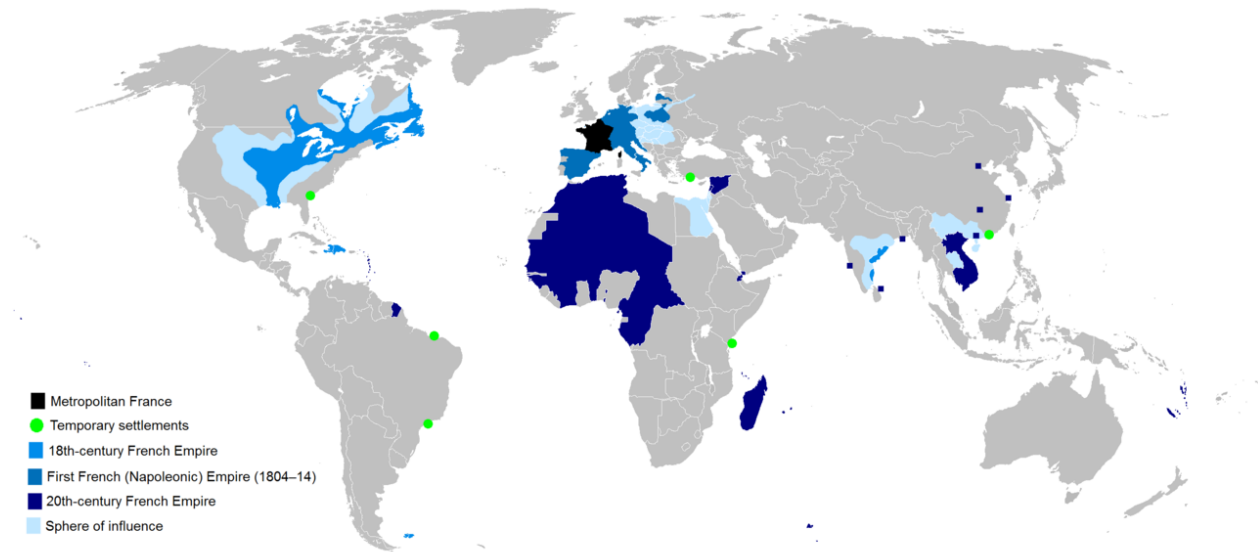 Metropolitan France
Temporary settlements
18th-century French Empire
First French (Napoleonic) Empire (1804–14)
20th-century French Empire
Sphere of influence